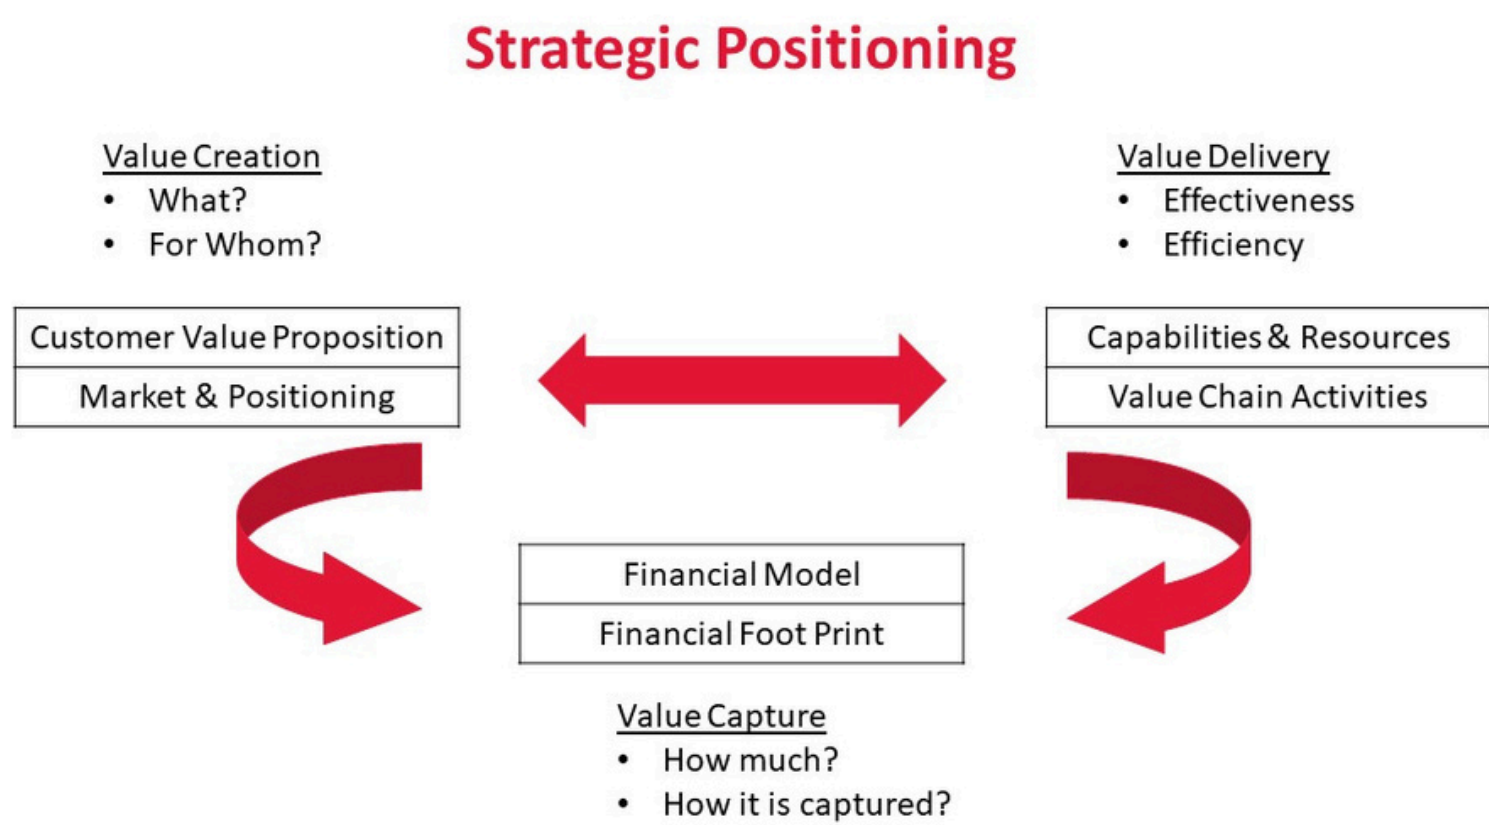 Strategic Positioning
Value Creation
• What?
• For Whom?
Value Delivery
• Effectiveness
• Efficiency
Customer Value Proposition
Market & Positioning
Capabilities & Resources
Value Chain Activities
Financial Model
Financial Foot Print
Value Capture
• How much?
• How it is captured?